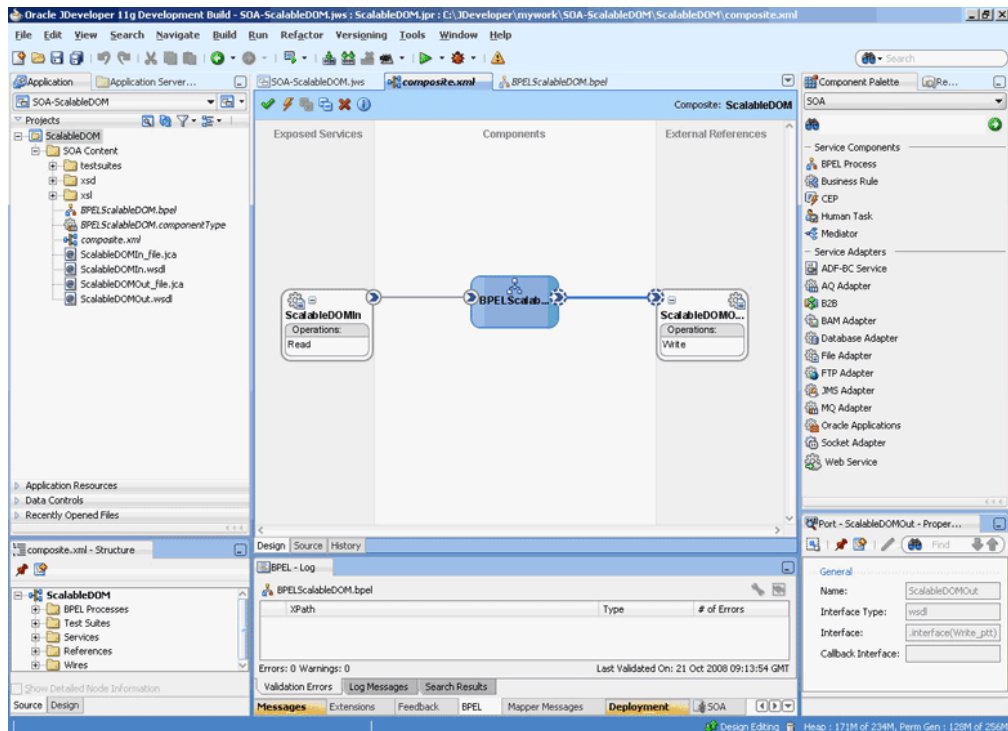 Oracle JDeveloper 11g Development Build - SOA-ScalableDOM.jws : ScalableDOM.jpr : E:\JDeveloper\mywork\SOA-ScalableDOM\ScalableDOM\composite.xml
File Edit View Search Navigate Build Run Refactor Versioning Tools Window Help
Search
Application
Application Server...
SOA-ScalableDOM
Projects
ScalableDOM
SOA Content
testsuites
xsd
xsl
BPELScalableDOM.bpel
BPELScalableDOM.componentType
composite.xml
ScalableDOMIn_file.jca
ScalableDOMIn.wsdl
ScalableDOMOut_file.jca
ScalableDOMOut.wsdl
Application Resources
Data Controls
Recently Opened Files
composite.xml - Structure
ScalableDOM
BPEL Processes
Test Suites
Services
References
Wires
Show Detailed Node Information
Source Design
SOA-ScalableDOM.jws composite.xml BPELScalableDOM.bpel
Composite: ScalableDOM
Exposed Services Components External References
ScalableDOMIn
Operations:
Read
BPELScalab...
ScalableDOMO...
Operations:
Write
Design Source History
BPEL - Log
BPELScalableDOM.bpel
XPath Type # of Errors
Errors: 0 Warnings: 0 Last Validated On: 21 Oct 2008 09:13:54 GMT
Validation Errors Log Messages Search Results
Messages Extensions Feedback BPEL Mapper Messages Deployment SOA
Component Palette Re...
SOA
Service Components
BPEL Process
Business Rule
CEP
Human Task
Mediator
Service Adapters
ADF-BC Service
AQ Adapter
B2B
BAM Adapter
Database Adapter
File Adapter
FTP Adapter
JMS Adapter
MQ Adapter
Oracle Applications
Socket Adapter
Web Service
Port - ScalableDOMOut - Proper...
Find
General
Name: ScalableDOMOut
Interface Type: wsdl
Interface: .interface(Write_ptt)
Callback Interface:
Design Editing Heap : 171M of 234M, Perm Gen : 128M of 256M